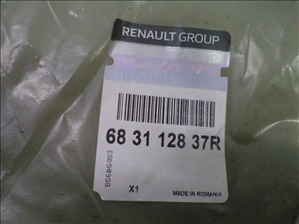 RENAULT GROUP
68 31 128 37R
X1
MADE IN ROMANIA